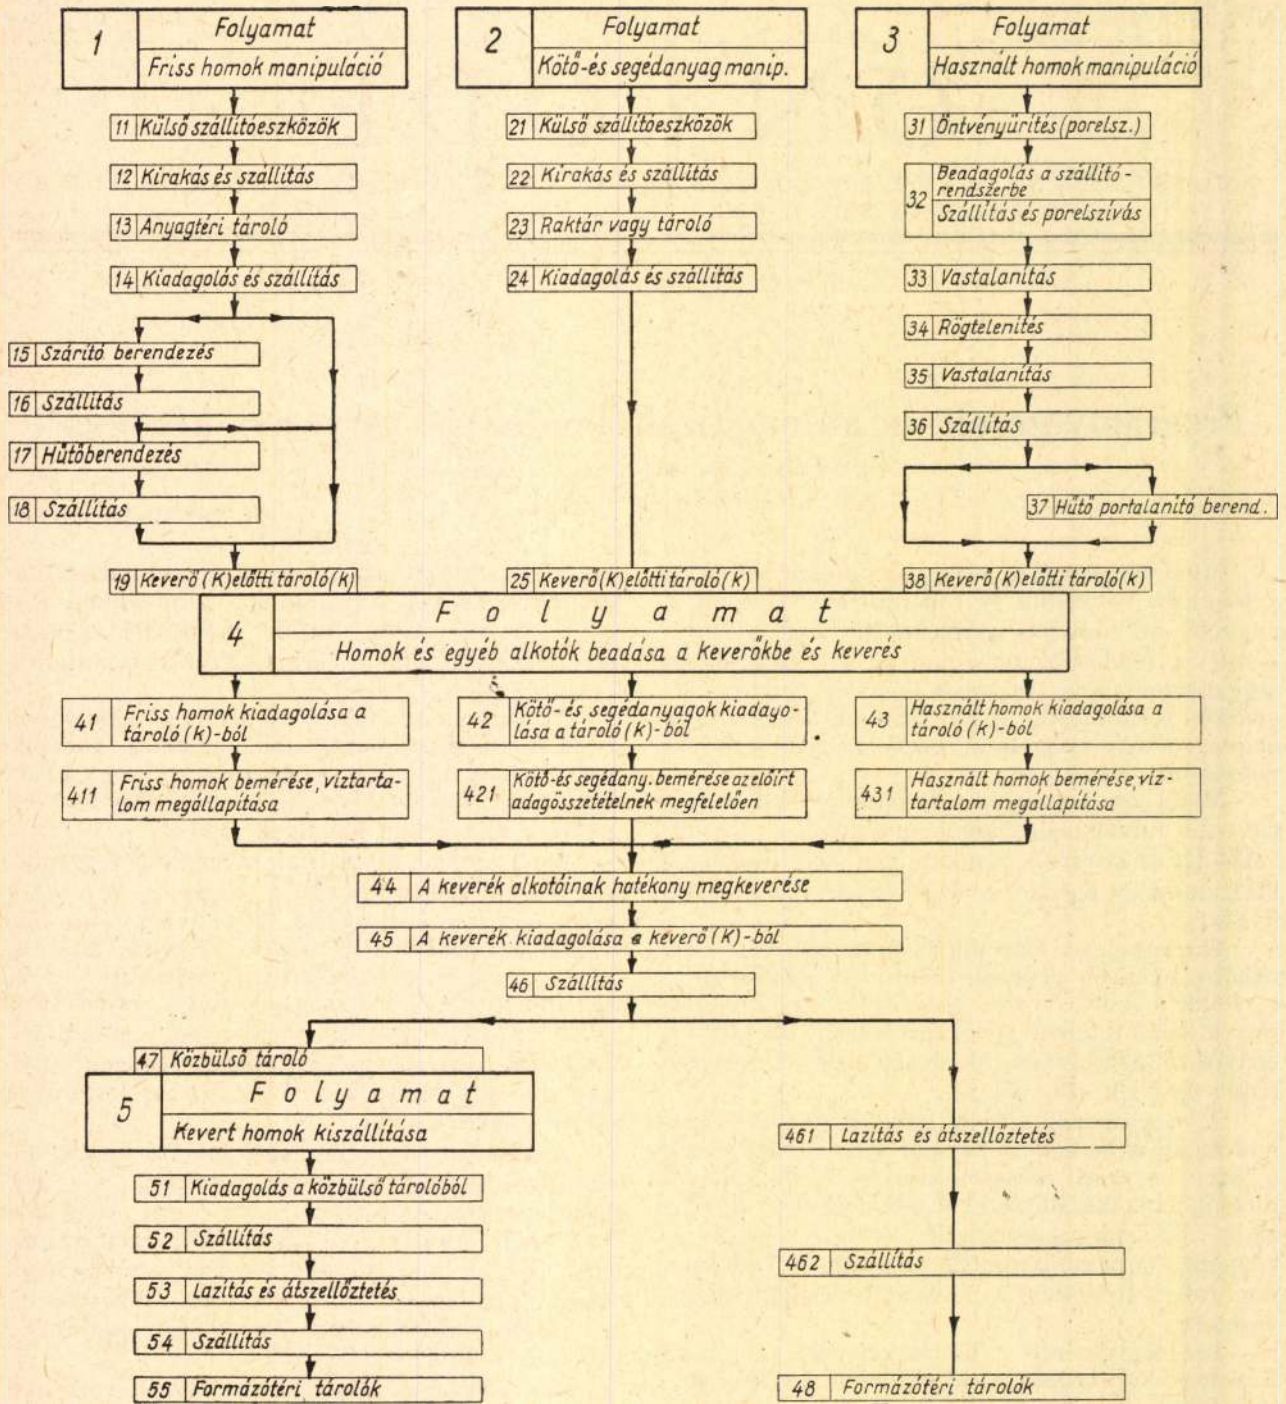 1 Folyamat
Friss homok manipuláció
2 Folyamat
Kötő-és segédanyag manip.
3 Folyamat
Használt homok manipuláció
11 Külső szállítóeszközök
12 Kirakás és szállítás
13 Anyagtéri tároló
14 Kiadagolás és szállítás
15 Szárító berendezés
16 Szállítás
17 Hűtőberendezés
18 Szállítás
19 Keverő (K) előtti tároló(k)
21 Külső szállítóeszközök
22 Kirakás és szállítás
23 Raktár vagy tároló
24 Kiadagolás és szállítás
25 Keverő(K) előtti tároló(k)
31 Öntvényürítés (porelsz.)
32 Beadagolás a szállító-
rendszerbe
Szállítás és porelszívás
33 Vastalanítás
34 Rögtelenítés
35 Vastalanítás
36 Szállítás
37 Hűtő portalanító berend.
38 Keverő (K) előtti tároló(k)
4 Folyamat
Homok és egyéb alkotók beadása a keverőkbe és keverés
41 Friss homok kiadagolása a
tároló (k)-ból
411 Friss homok bemérése, víztarta-
lom megállapítása
42 Kötő- és segédanyagok kiadayo-
lása a tároló (k)-ból
421 Kötő-és segédany. bemérése az előírt
adagösszetételnek megfelelően
43 Használt homok kiadagolása a
tároló (k)-ból
431 Használt homok bemérése, víz-
tartalom megállapítása
44 A keverék alkotóinak hatékony megkeverése
45 A keverék kiadagolása a keverő (K)-ból
46 Szállítás
47 Közbülső tároló
5 Folyamat
Kevert homok kiszállítása
51 Kiadagolás a közbülső tárolóból
52 Szállítás
53 Lazítás és átszellőztetés
54 Szállítás
55 Formázótéri tárolók
461 Lazítás és átszellőztetés
462 Szállítás
48 Formázótéri tárolók